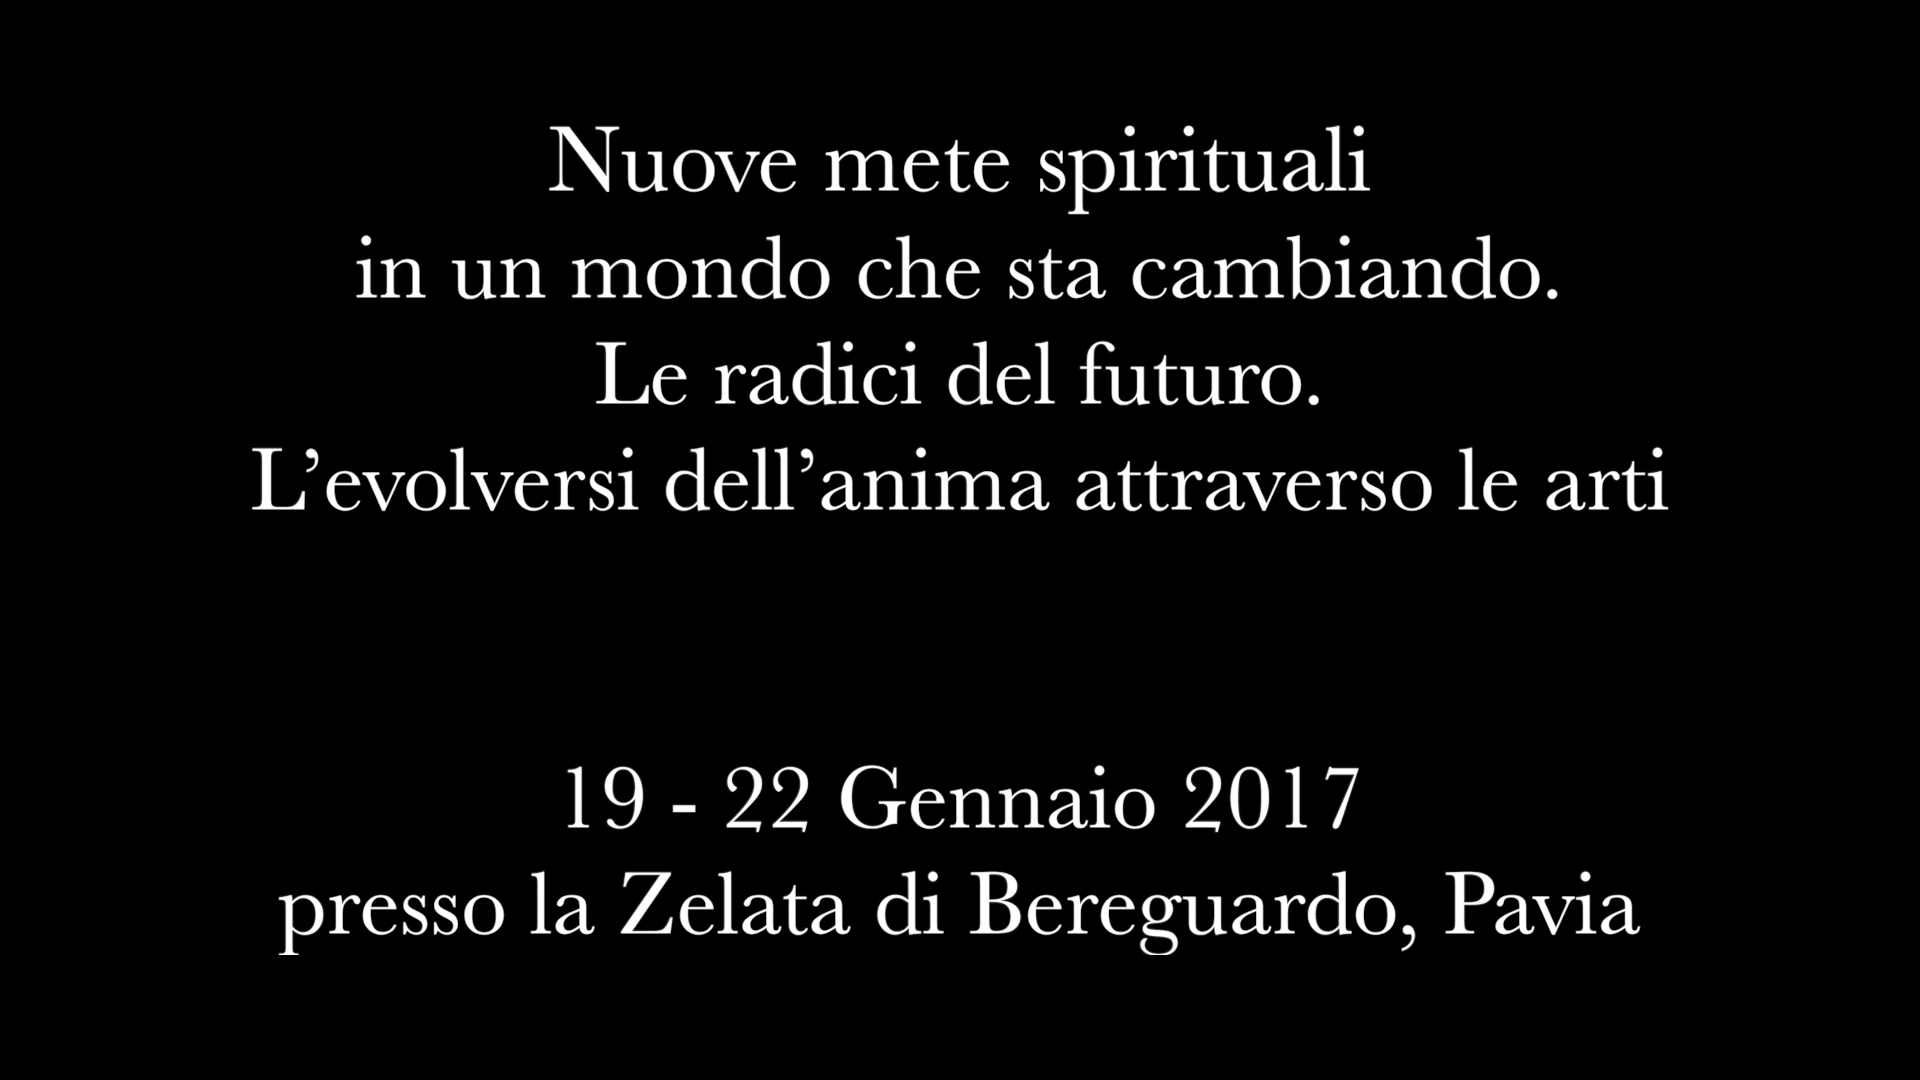 Nuove mete spirituali
in un mondo che sta cambiando.
Le radici del futuro.
L’evolversi dell’anima attraverso le arti
19 - 22 Gennaio 2017
presso la Zelata di Bereguardo, Pavia